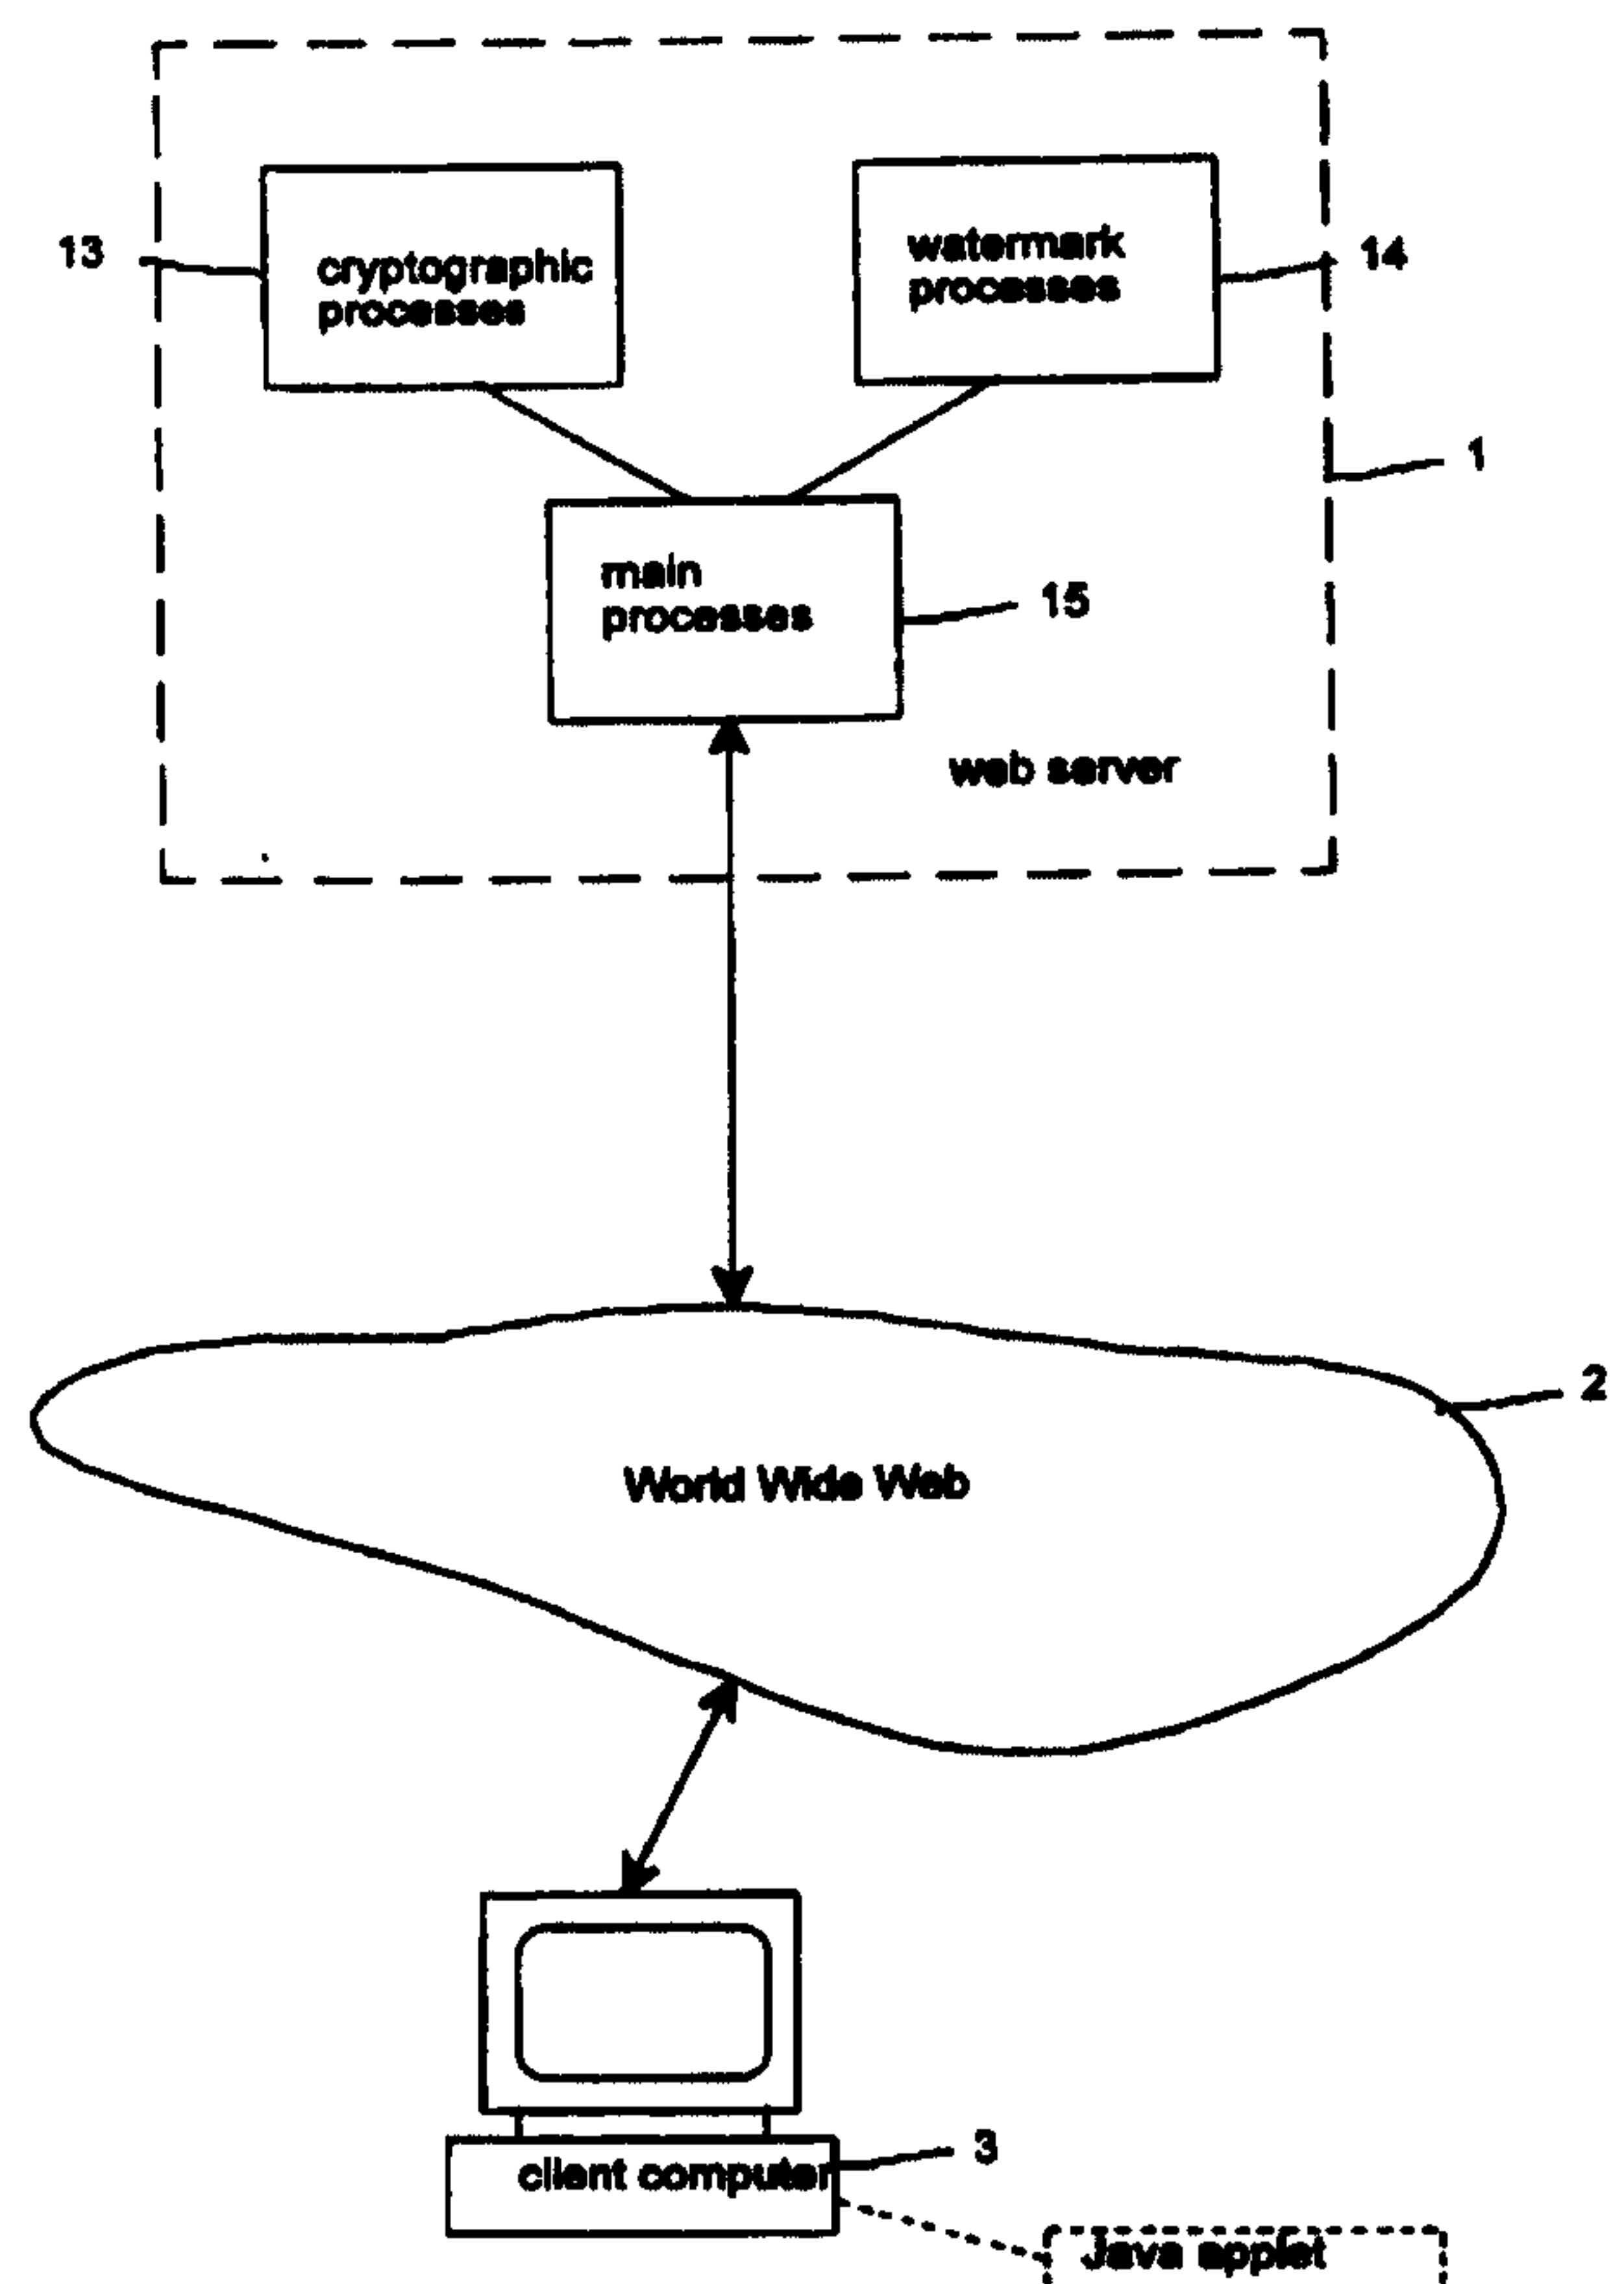 13
cryptographic
processes
watermark
processes
14
1
main
processes
15
web server
2
World Wide Web
client computer
3
Java applet